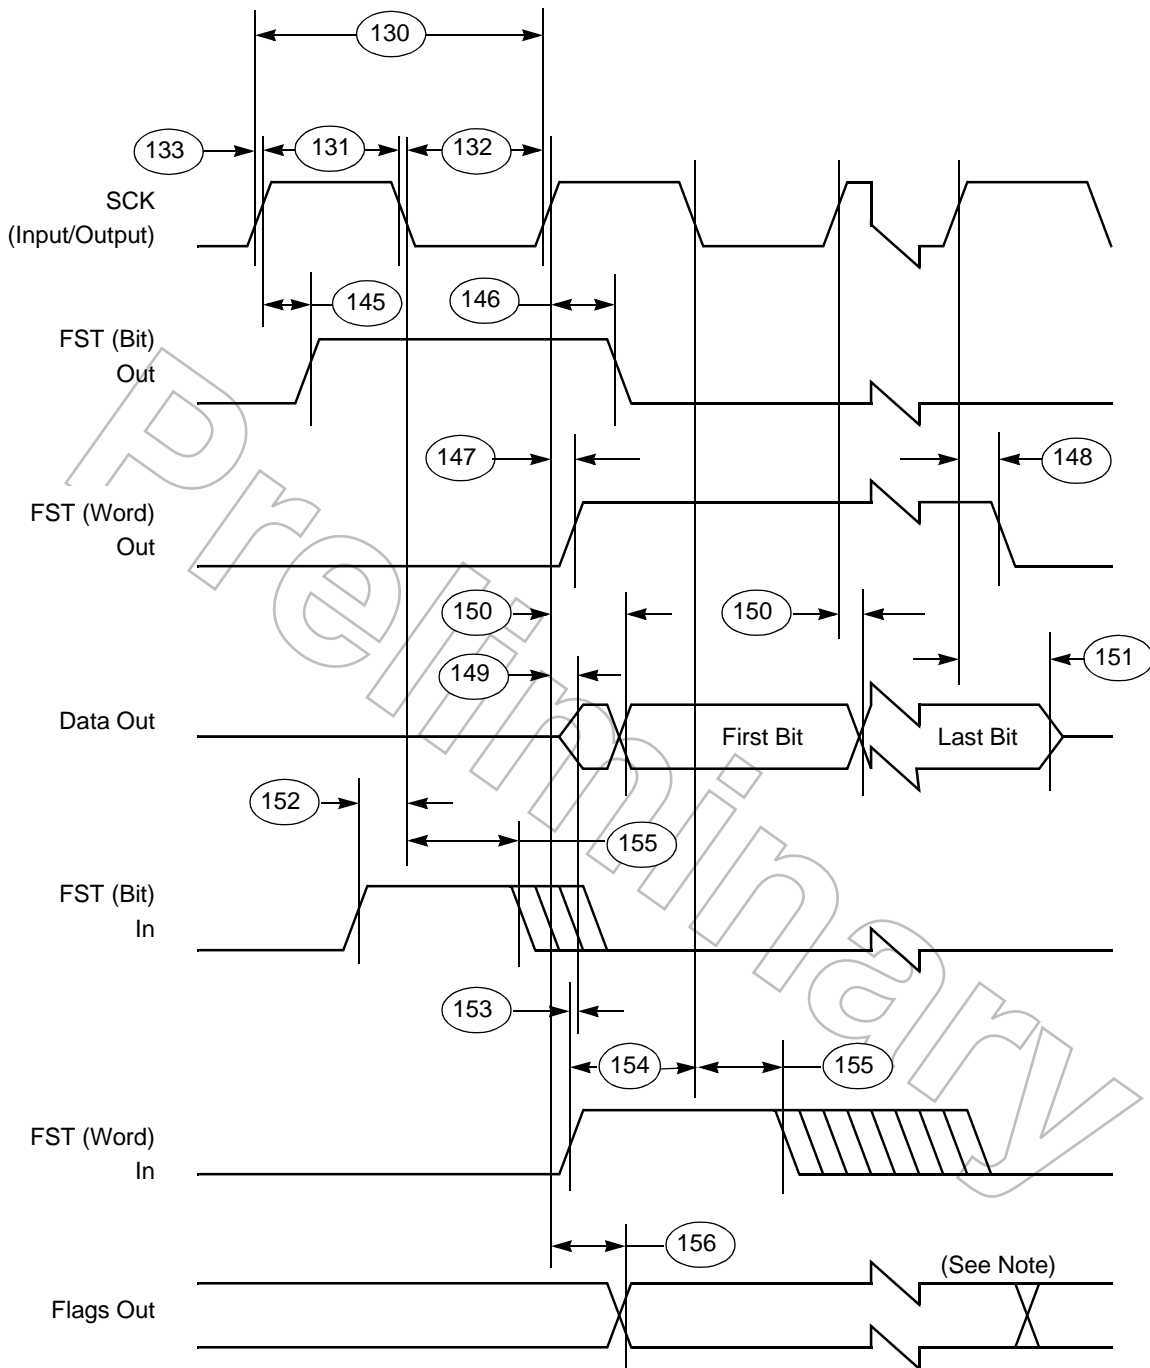 130
133
131
132
SCK
(Input/Output)
145
146
FST (Bit)
Out
147
148
FST (Word)
Out
150
150
149
151
Data Out
First Bit
Last Bit
152
155
FST (Bit)
In
153
154
155
FST (Word)
In
156
(See Note)
Flags Out
Preliminary